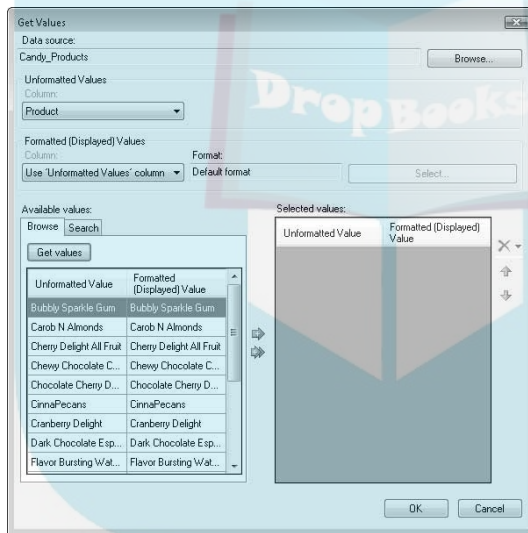 Get Values
Data source:
Candy_Products
Browse...
Unformatted Values
Column:
Product
Formatted (Displayed) Values
Column:
Format:
Use 'Unformatted Values' column
Default format
Select...
Available values:
Browse Search
Get values
Unformatted Value Formatted (Displayed) Value
Bubbly Sparkle Gum Bubbly Sparkle Gum
Carob N Almonds Carob N Almonds
Cherry Delight All Fruit Cherry Delight All Fruit
Chewy Chocolate C... Chewy Chocolate C...
Chocolate Cherry D... Chocolate Cherry D...
CinnaPecans CinnaPecans
Cranberry Delight Cranberry Delight
Dark Chocolate Esp... Dark Chocolate Esp...
Flavor Bursting Wat... Flavor Bursting Wat...
Selected values:
Unformatted Value Formatted (Displayed) Value
OK Cancel
DropBooks